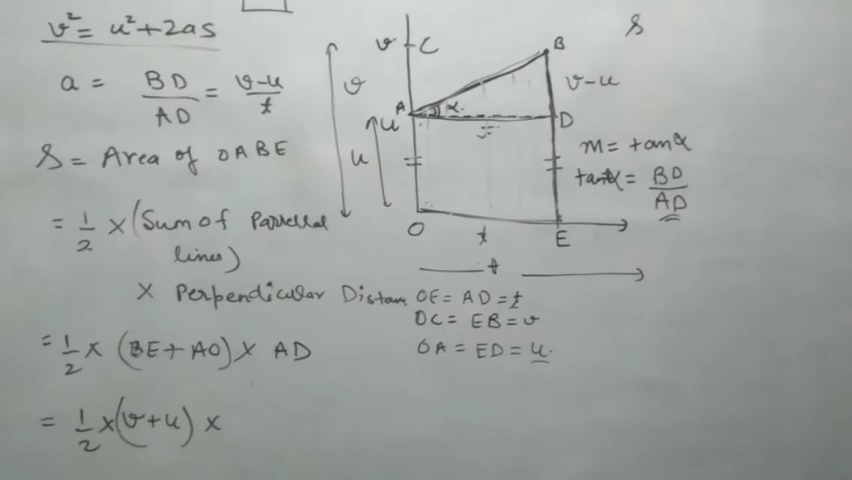 v² = u² + 2as
a = BD/AD = v-u/t
S = Area of OABE
= 1/2 × (Sum of Parrellal
lines)
× Perpendicular Distan
= 1/2 × (BE+AO) × AD
= 1/2 × (v+u) ×
S
v C
B
v
v-u
A
α
u
D
u
t
O
t
E
t
m = tanα
tanα = BD/AD
OE = AD = t
OC = EB = v
OA = ED = u.